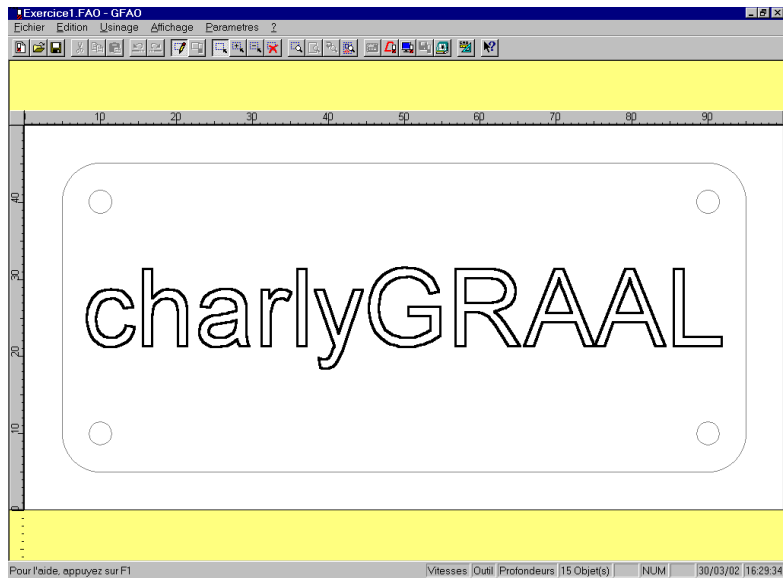 Exercice1.FAO - GFAO
Fichier Edition Usinage Affichage Parametres ?
10 20 30 40 50 60 70 80 90
40
30
charlyGRAAL
20
10
0
Pour l'aide, appuyez sur F1 Vitesses Outil Profondeurs 15 Objet(s) NUM 30/03/02 16:29:34